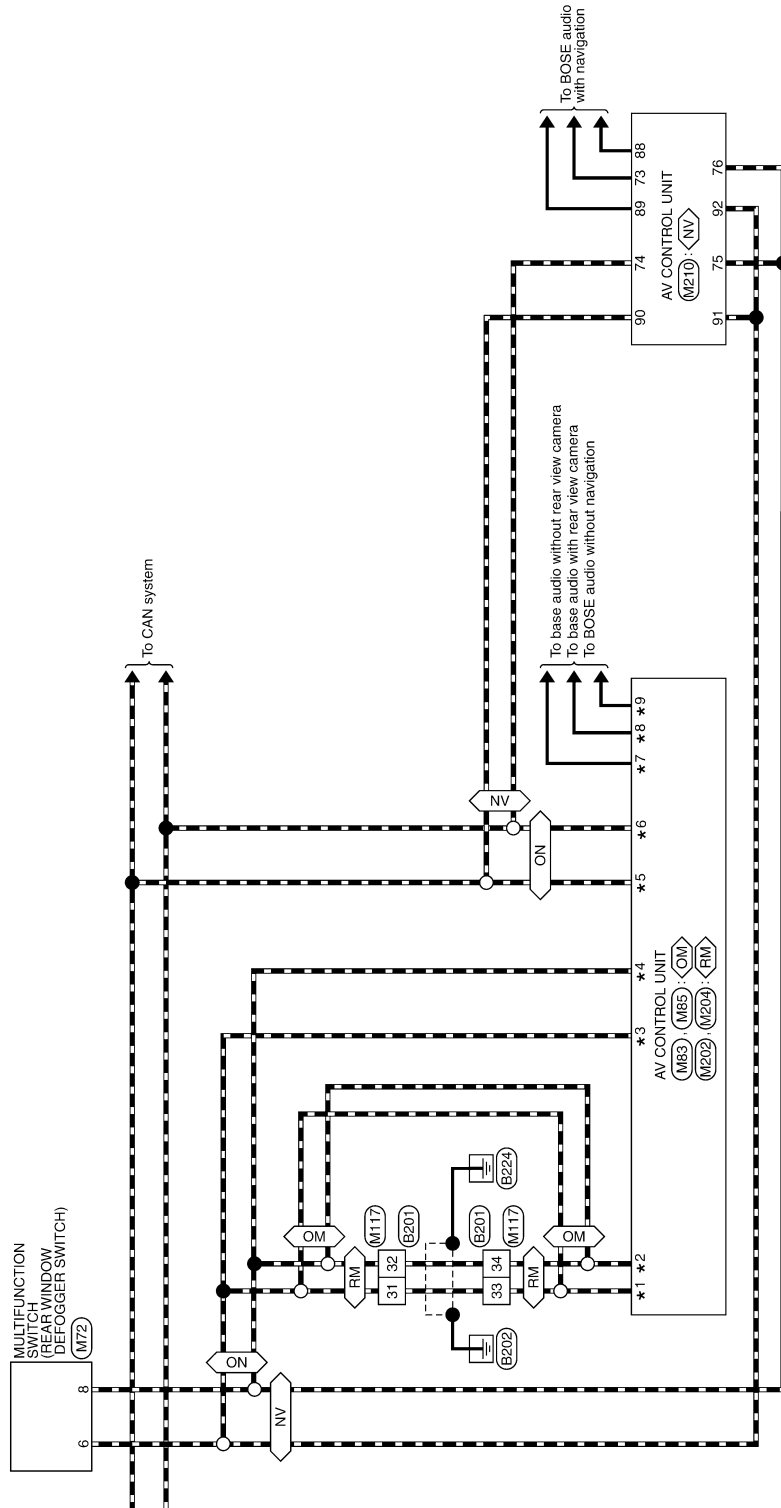 MULTIFUNCTION
SWITCH
(REAR WINDOW
DEFOGGER SWITCH)
M72
6
8
ON
NV
To CAN system
OM
RM
M117
B201
31
32
B202
B224
B201
M117
33
34
RM
OM
*1
*2
*3
*4
*5
*6
*7
*8
*9
AV CONTROL UNIT
M83 , M85 : OM
M202 , M204 : RM
NV
ON
To base audio without rear view camera
To base audio with rear view camera
To BOSE audio without navigation
To BOSE audio
with navigation
90
74
89
73
88
AV CONTROL UNIT
M210 : NV
91
75
92
76